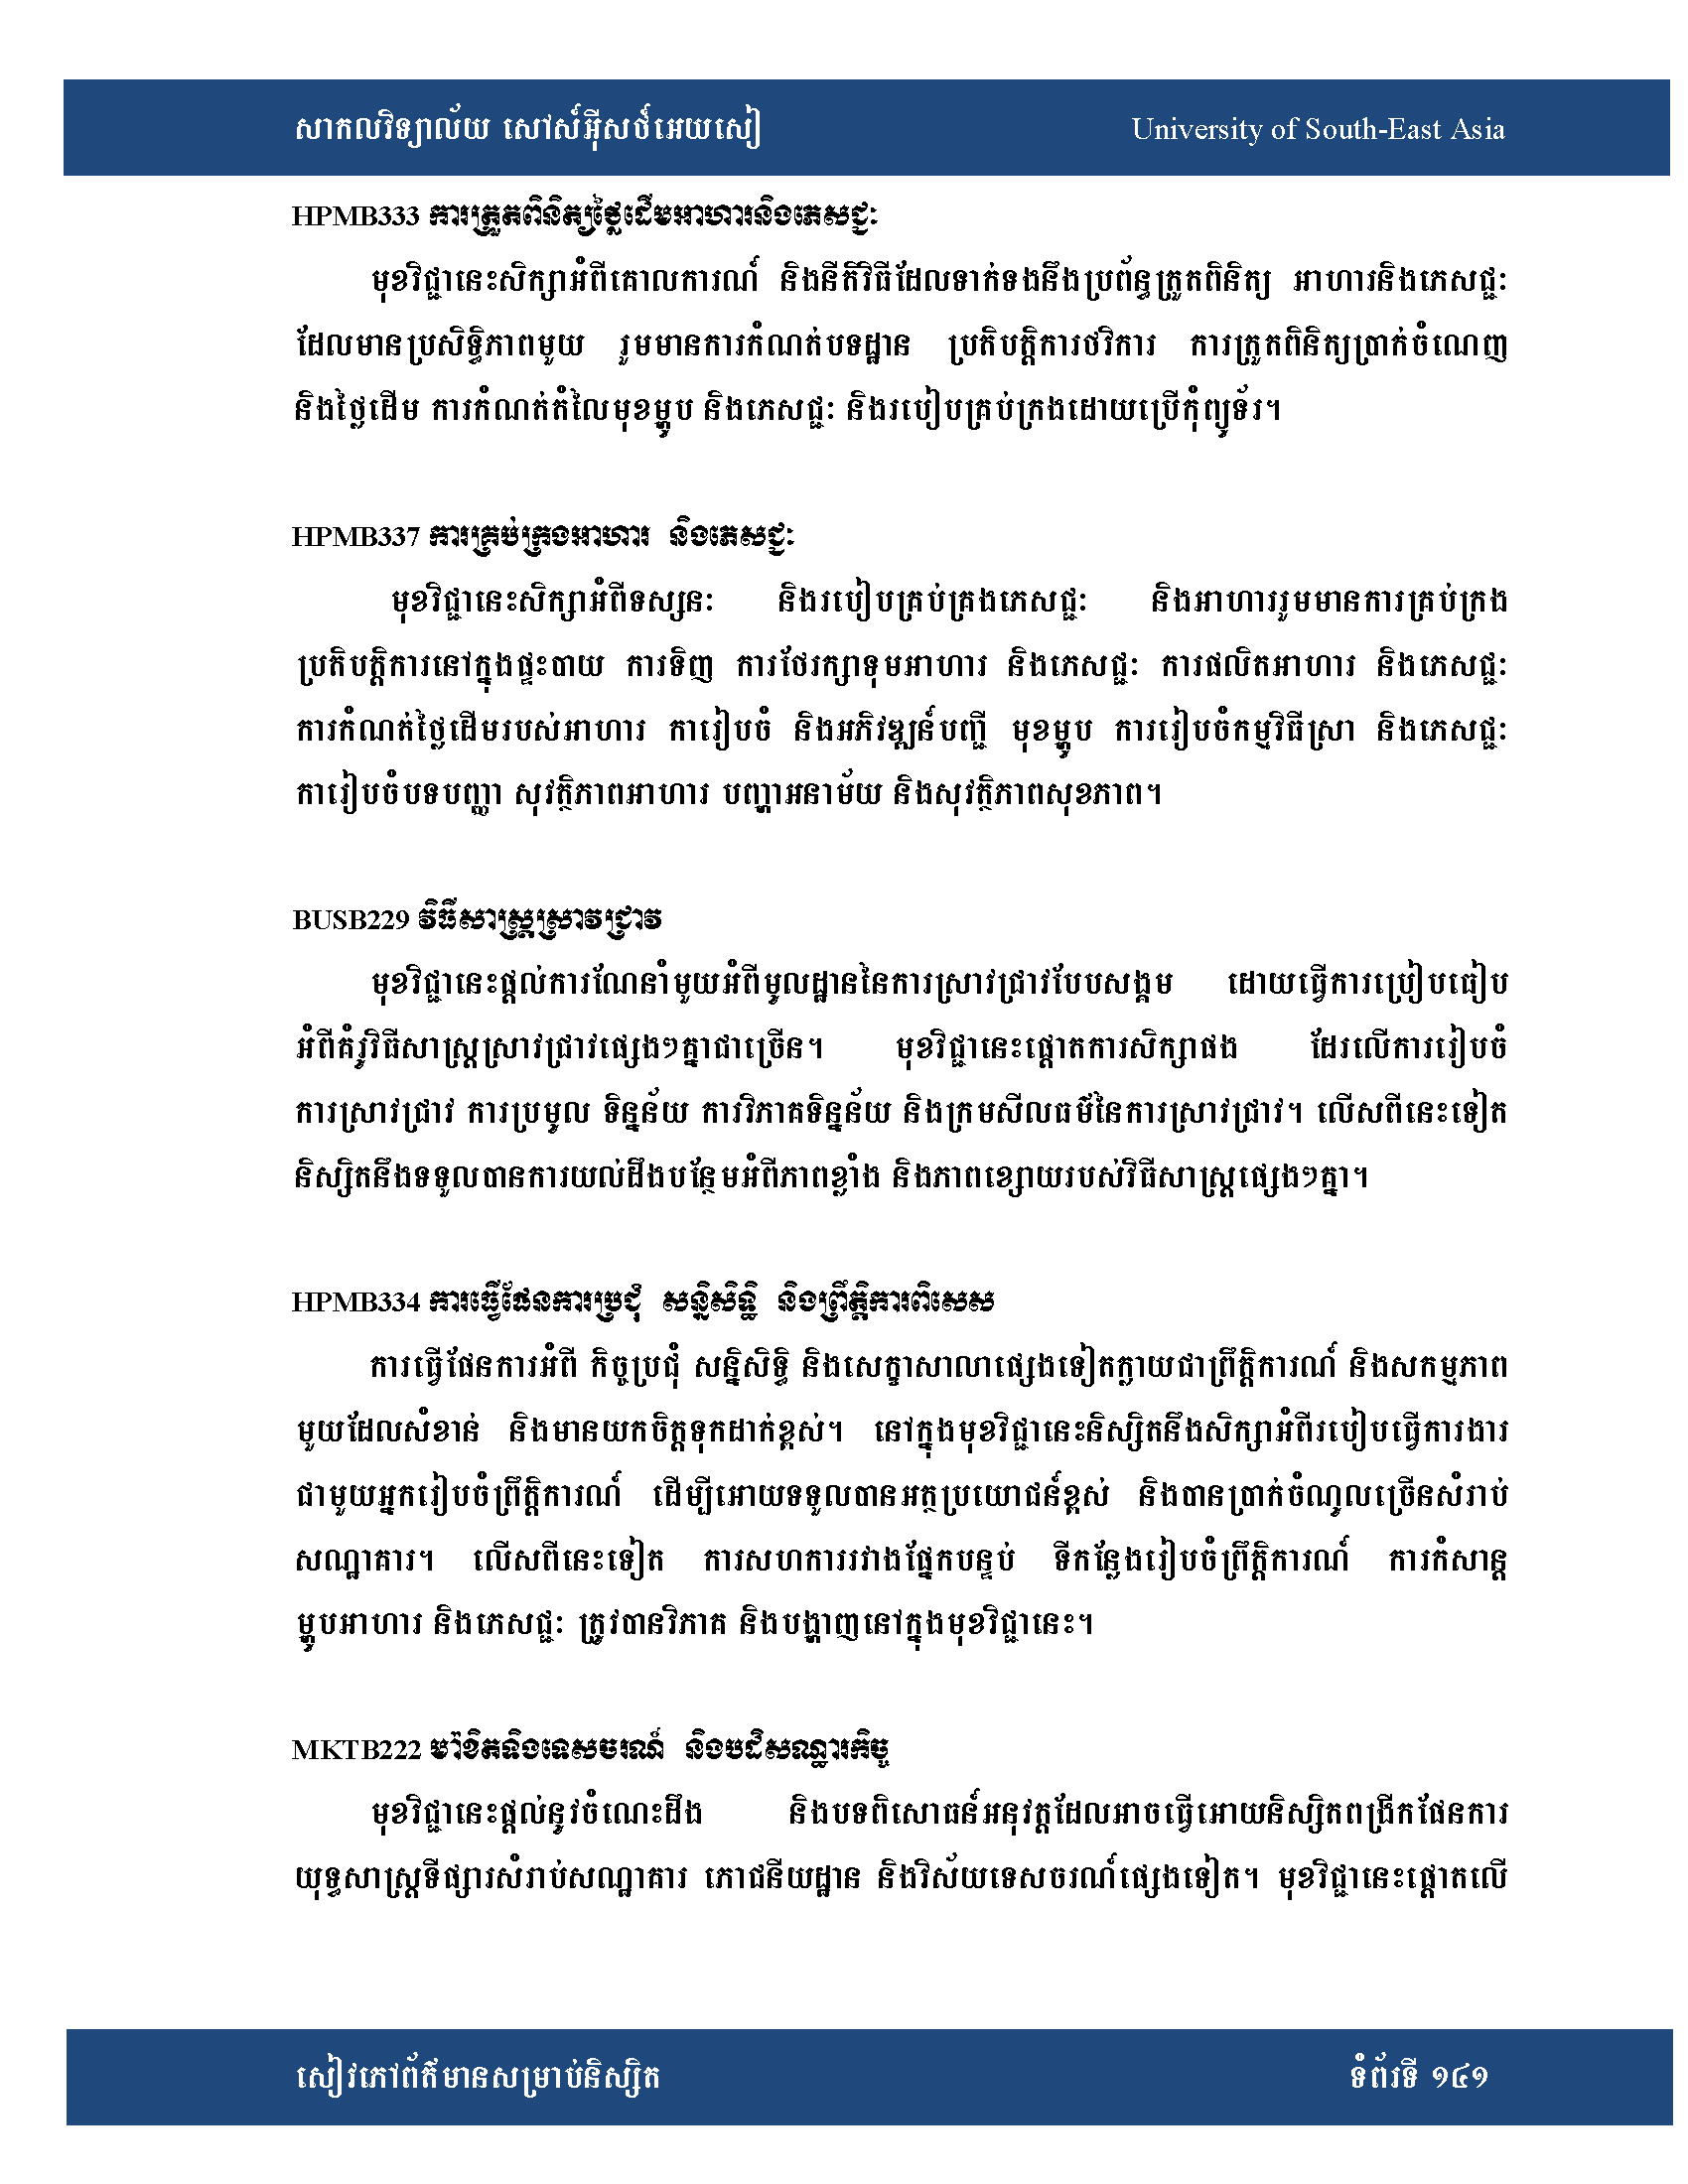 សាកលវិទ្យាល័យ សៅស៍អ៊ីសថ៍អេយសៀ University of South-East Asia
HPMB333 ការត្រួតពិនិត្យថ្លៃដើមអាហារនិងភេសជ្ជៈ
មុខវិជ្ជានេះសិក្សាអំពីគោលការណ៍ និងនីតិវិធីដែលទាក់ទងនឹងប្រព័ន្ធត្រួតពិនិត្យ អាហារនិងភេសជ្ជៈ
ដែលមានប្រសិទ្ធិភាពមួយ រួមមានការកំណត់បទដ្ឋាន ប្រតិបត្តិការថវិការ ការត្រួតពិនិត្យប្រាក់ចំណេញ
និងថ្លៃដើម ការកំណត់តំលៃមុខម្ហូប និងភេសជ្ជៈ និងរបៀបគ្រប់ក្រងដោយប្រើកុំព្យូទ័រ។
HPMB337 ការគ្រប់ក្រងអាហារ និងភេសជ្ជៈ
មុខវិជ្ជានេះសិក្សាអំពីទស្សនៈ និងរបៀបគ្រប់គ្រងភេសជ្ជៈ និងអាហាររួមមានការគ្រប់ក្រង
ប្រតិបត្តិការនៅក្នុងផ្ទះបាយ ការទិញ ការថែរក្សាទុមអាហារ និងភេសជ្ជៈ ការផលិតអាហារ និងភេសជ្ជៈ
ការកំណត់ថ្លៃដើមរបស់អាហារ ការៀបចំ និងអភិវឌ្ឍន៍បញ្ជី មុខម្ហូប ការរៀបចំកម្មវិធីស្រា និងភេសជ្ជៈ
ការៀបចំបទបញ្ញា សុវត្ថិភាពអាហារ បញ្ហាអនាម័យ និងសុវត្ថិភាពសុខភាព។
BUSB229 វិធីសាស្ត្រស្រាវជ្រាវ
មុខវិជ្ជានេះផ្តល់ការណែនាំមួយអំពីមូលដ្ឋាននៃការស្រាវជ្រាវបែបសង្គម ដោយធ្វើការប្រៀបធៀប
អំពីគំរូវិធីសាស្ត្រស្រាវជ្រាវផ្សេងៗគ្នាជាច្រើន។ មុខវិជ្ជានេះផ្តោតការសិក្សាផង ដែរលើការរៀបចំ
ការស្រាវជ្រាវ ការប្រមូល ទិន្នន័យ ការវិភាគទិន្នន័យ និងក្រមសីលធម៌នៃការស្រាវជ្រាវ។ លើសពីនេះទៀត
និស្សិតនឹងទទួលបានការយល់ដឹងបន្ថែមអំពីភាពខ្លាំង និងភាពខ្សោយរបស់វិធីសាស្ត្រផ្សេងៗគ្នា។
HPMB334 ការធ្វើផែនការប្រជុំ សន្និសិទ្ធិ និងព្រឹត្តិការពិសេស
ការធ្វើផែនការអំពី កិច្ចប្រជុំ សន្និសិទ្ធិ និងសេក្ខាសាលាផ្សេងទៀតក្លាយជាព្រឹត្តិការណ៍ និងសកម្មភាព
មួយដែលសំខាន់ និងមានយកចិត្តទុកដាក់ខ្ពស់។ នៅក្នុងមុខវិជ្ជានេះនិស្សិតនឹងសិក្សាអំពីរបៀបធ្វើការងារ
ជាមួយអ្នករៀបចំព្រឹត្តិការណ៍ ដើម្បីអោយទទួលបានអត្ថប្រយោជន៍ខ្ពស់ និងបានប្រាក់ចំណូលច្រើនសំរាប់
សណ្ឋាគារ។ លើសពីនេះទៀត ការសហការរវាងផ្នែកបន្ទប់ ទីកន្លែងរៀបចំព្រឹត្តិការណ៍ ការកំសាន្ត
ម្ហូបអាហារ និងភេសជ្ជៈ ត្រូវបានវិភាគ និងបង្ហាញនៅក្នុងមុខវិជ្ជានេះ។
MKTB222 ម៉ាខិតទិងទេសចរណ៍ និងបដិសណ្ឋារកិច្ច
មុខវិជ្ជានេះផ្តល់នូវចំណេះដឹង និងបទពិសោធន៍អនុវត្តដែលអាចធ្វើអោយនិស្សិតពង្រីកផែនការ
យុទ្ធសាស្ត្រទីផ្សារសំរាប់សណ្ឋាគារ ភោជនីយដ្ឋាន និងវិស័យទេសចរណ៍ផ្សេងទៀត។ មុខវិជ្ជានេះផ្តោតលើ
សៀវភៅព័ត៌មានសម្រាប់និស្សិត ទំព័រទី ១៤១